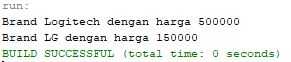 run:
Brand Logitech dengan harga 500000
Brand LG dengan harga 150000
BUILD SUCCESSFUL (total time: 0 seconds)